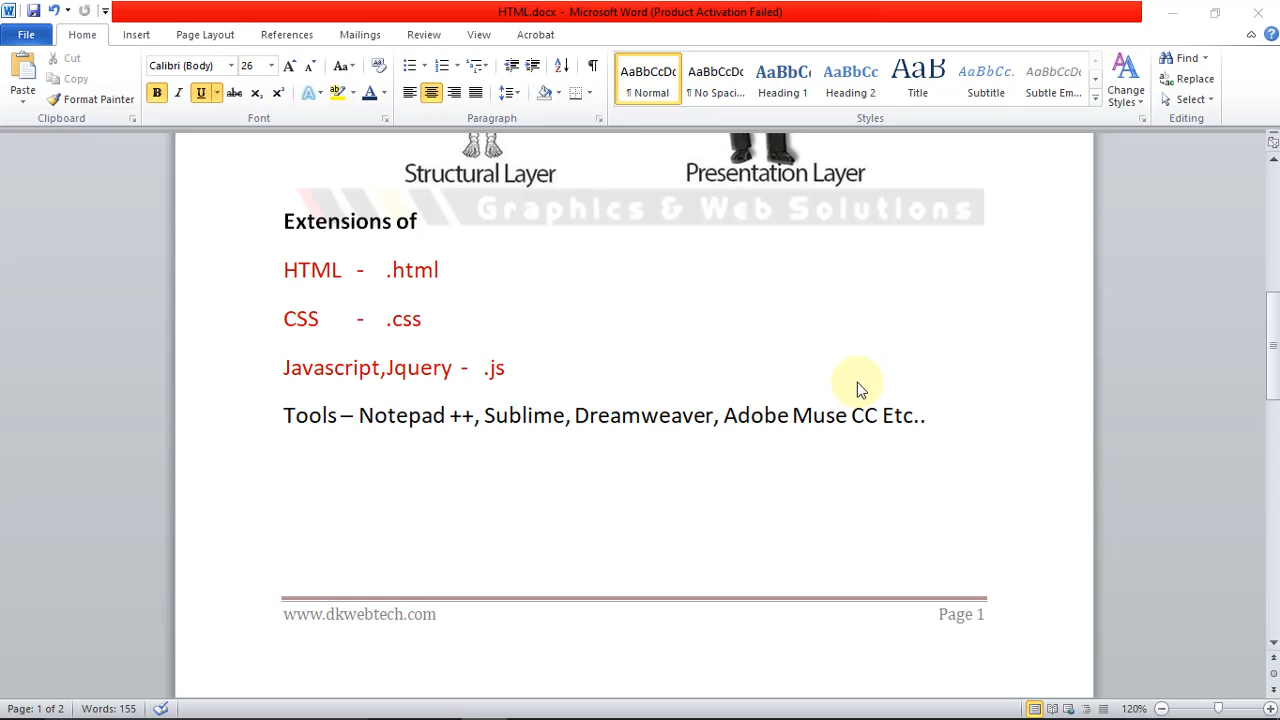 HTML.docx - Microsoft Word (Product Activation Failed)
File Home Insert Page Layout References Mailings Review View Acrobat
Paste Cut Copy Format Painter
Calibri (Body) 26
AaBbCcDc AaBbCcDc AaBbC AaBbCc AaB AaBbCc. AaBbCcDc
¶ Normal ¶ No Spaci... Heading 1 Heading 2 Title Subtitle Subtle Em...
Change Styles
Find Replace Select
Clipboard Font Paragraph Styles Editing
Structural Layer Presentation Layer
Graphics & Web Solutions
Extensions of
HTML - .html
CSS - .css
Javascript,Jquery - .js
Tools – Notepad ++, Sublime, Dreamweaver, Adobe Muse CC Etc..
www.dkwebtech.com Page 1
Page: 1 of 2 Words: 155 120%